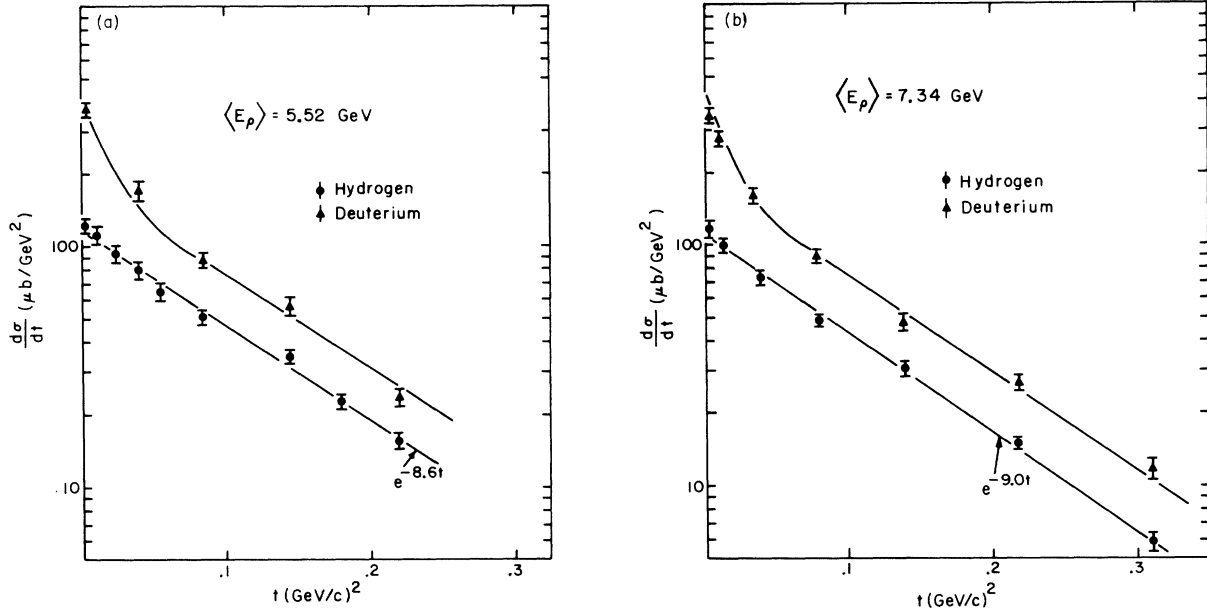 (a)
⟨Eρ⟩ = 5.52 GeV
Hydrogen
Deuterium
100
10
dσ/dt (μb/GeV²)
e^-8.6t
.1
.2
.3
t (GeV/c)²
(b)
⟨Eρ⟩ = 7.34 GeV
Hydrogen
Deuterium
100
10
dσ/dt (μb/GeV²)
e^-9.0t
.1
.2
.3
t (GeV/c)²